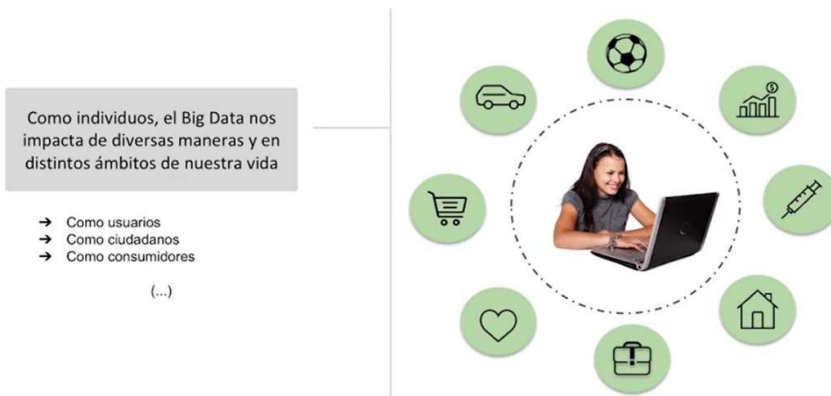 Como individuos, el Big Data nos
impacta de diversas maneras y en
distintos ámbitos de nuestra vida
➔ Como usuarios
➔ Como ciudadanos
➔ Como consumidores
(...)
$